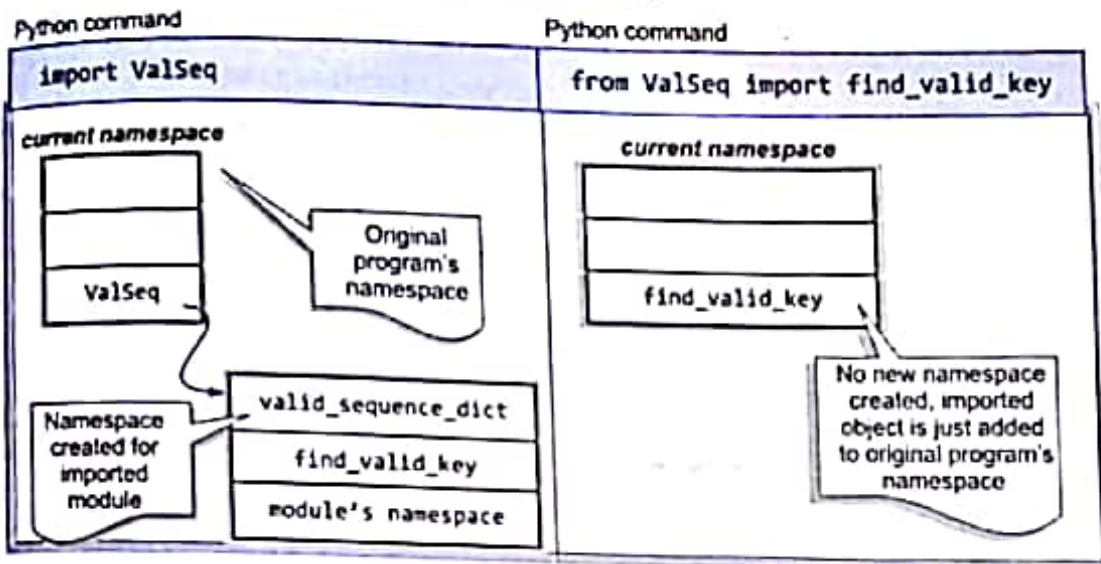 Python command
import ValSeq
current namespace
ValSeq
Original
program's
namespace
Namespace
created for
imported
module
valid_sequence_dict
find_valid_key
module's namespace
Python command
from ValSeq import find_valid_key
current namespace
find_valid_key
No new namespace
created, imported
object is just added
to original program's
namespace